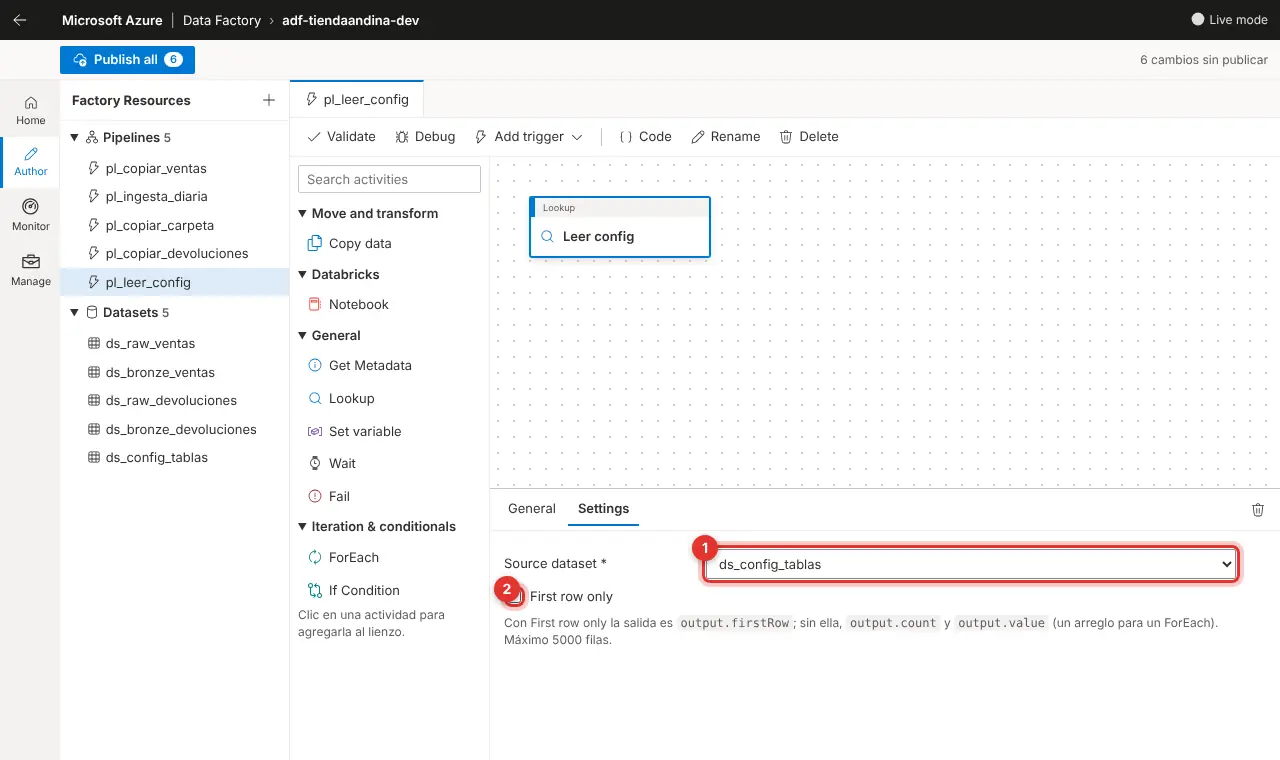 Microsoft Azure | Data Factory › adf-tiendaandina-dev
Live mode
Publish all 6
6 cambios sin publicar
Home
Author
Monitor
Manage
Factory Resources
Pipelines 5
pl_copiar_ventas
pl_ingesta_diaria
pl_copiar_carpeta
pl_copiar_devoluciones
pl_leer_config
Datasets 5
ds_raw_ventas
ds_bronze_ventas
ds_raw_devoluciones
ds_bronze_devoluciones
ds_config_tablas
pl_leer_config
Validate
Debug
Add trigger
Code
Rename
Delete
Search activities
Move and transform
Copy data
Databricks
Notebook
General
Get Metadata
Lookup
Set variable
Wait
Fail
Iteration & conditionals
ForEach
If Condition
Clic en una actividad para
agregarla al lienzo.
Lookup
Leer config
General
Settings
1
Source dataset *
ds_config_tablas
2
First row only
Con First row only la salida es output.firstRow; sin ella, output.count y output.value (un arreglo para un ForEach).
Máximo 5000 filas.